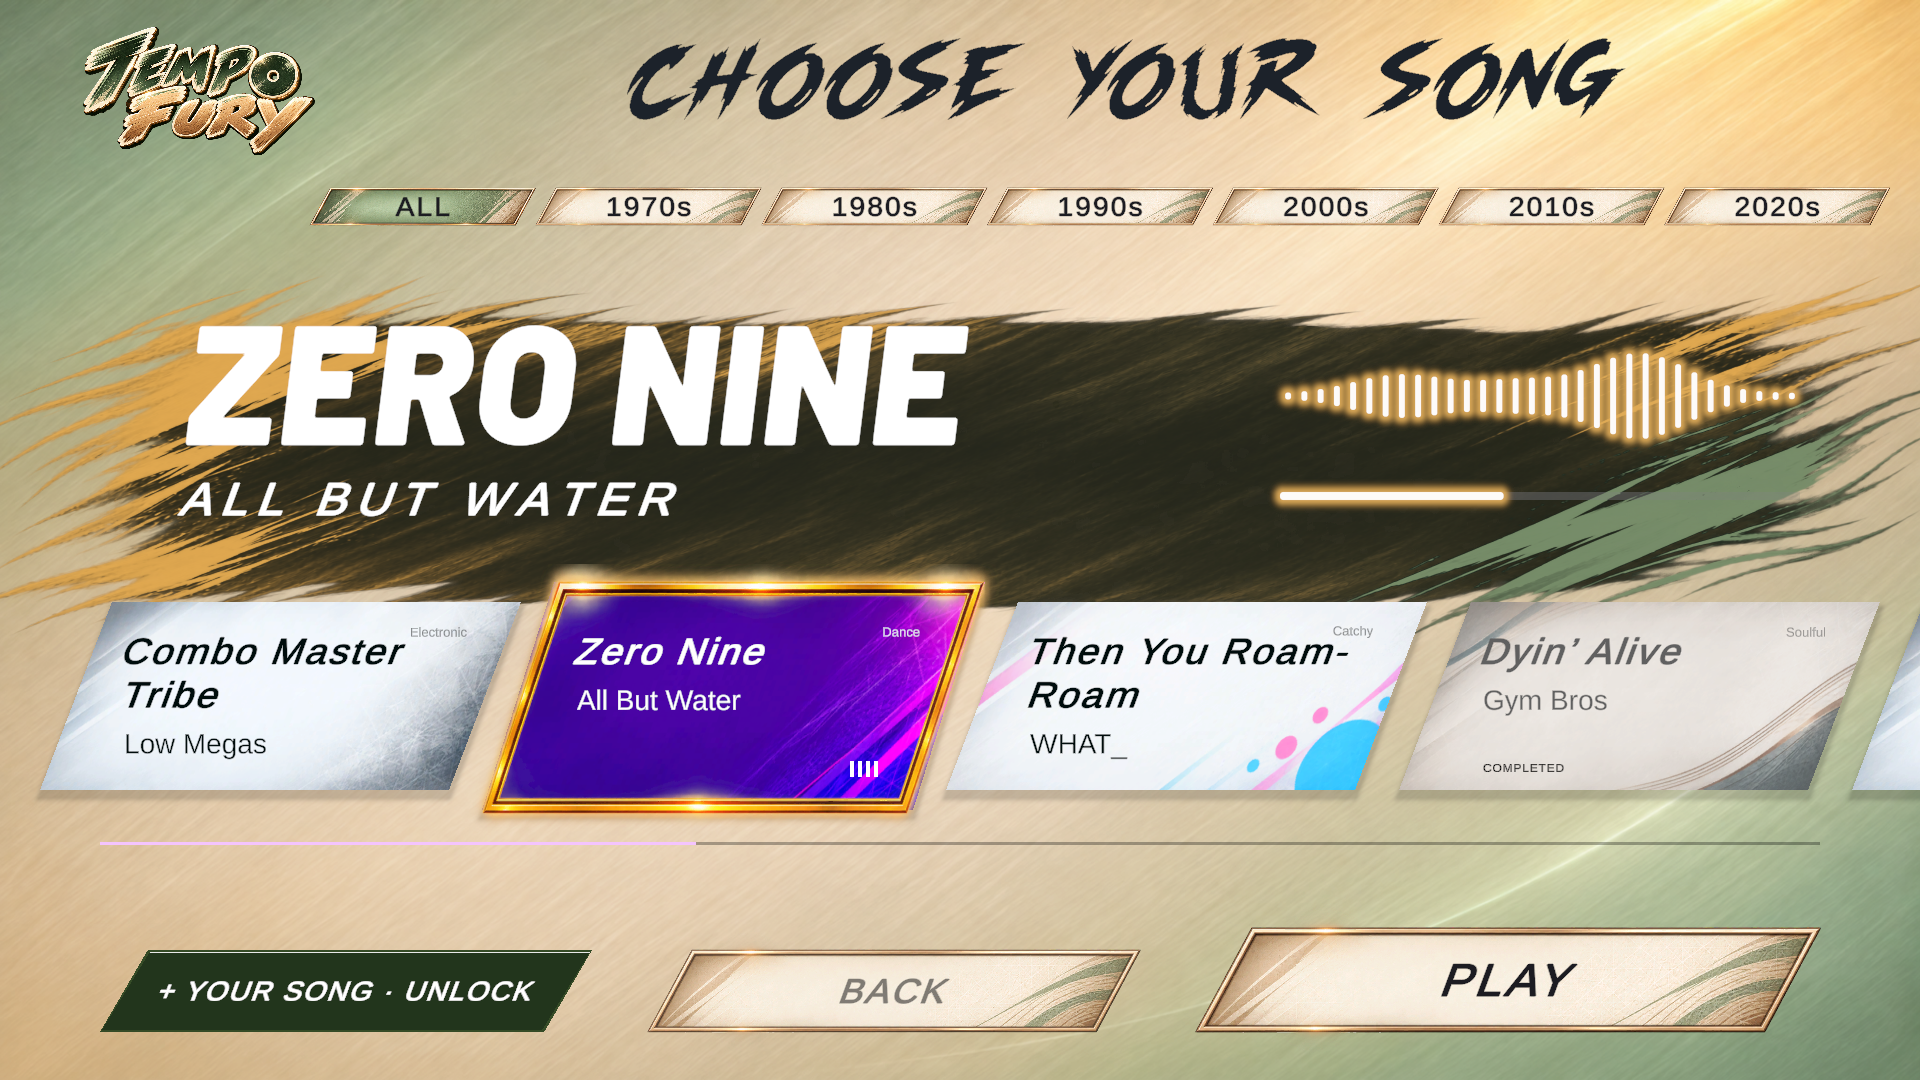 TEMPO
FURY
CHOOSE YOUR SONG
ALL
1970s
1980s
1990s
2000s
2010s
2020s
ZERO NINE
ALL BUT WATER
Electronic
Combo Master
Tribe
Low Megas
Dance
Zero Nine
All But Water
Catchy
Then You Roam-
Roam
WHAT_
Soulful
Dyin’ Alive
Gym Bros
COMPLETED
+ YOUR SONG · UNLOCK
BACK
PLAY